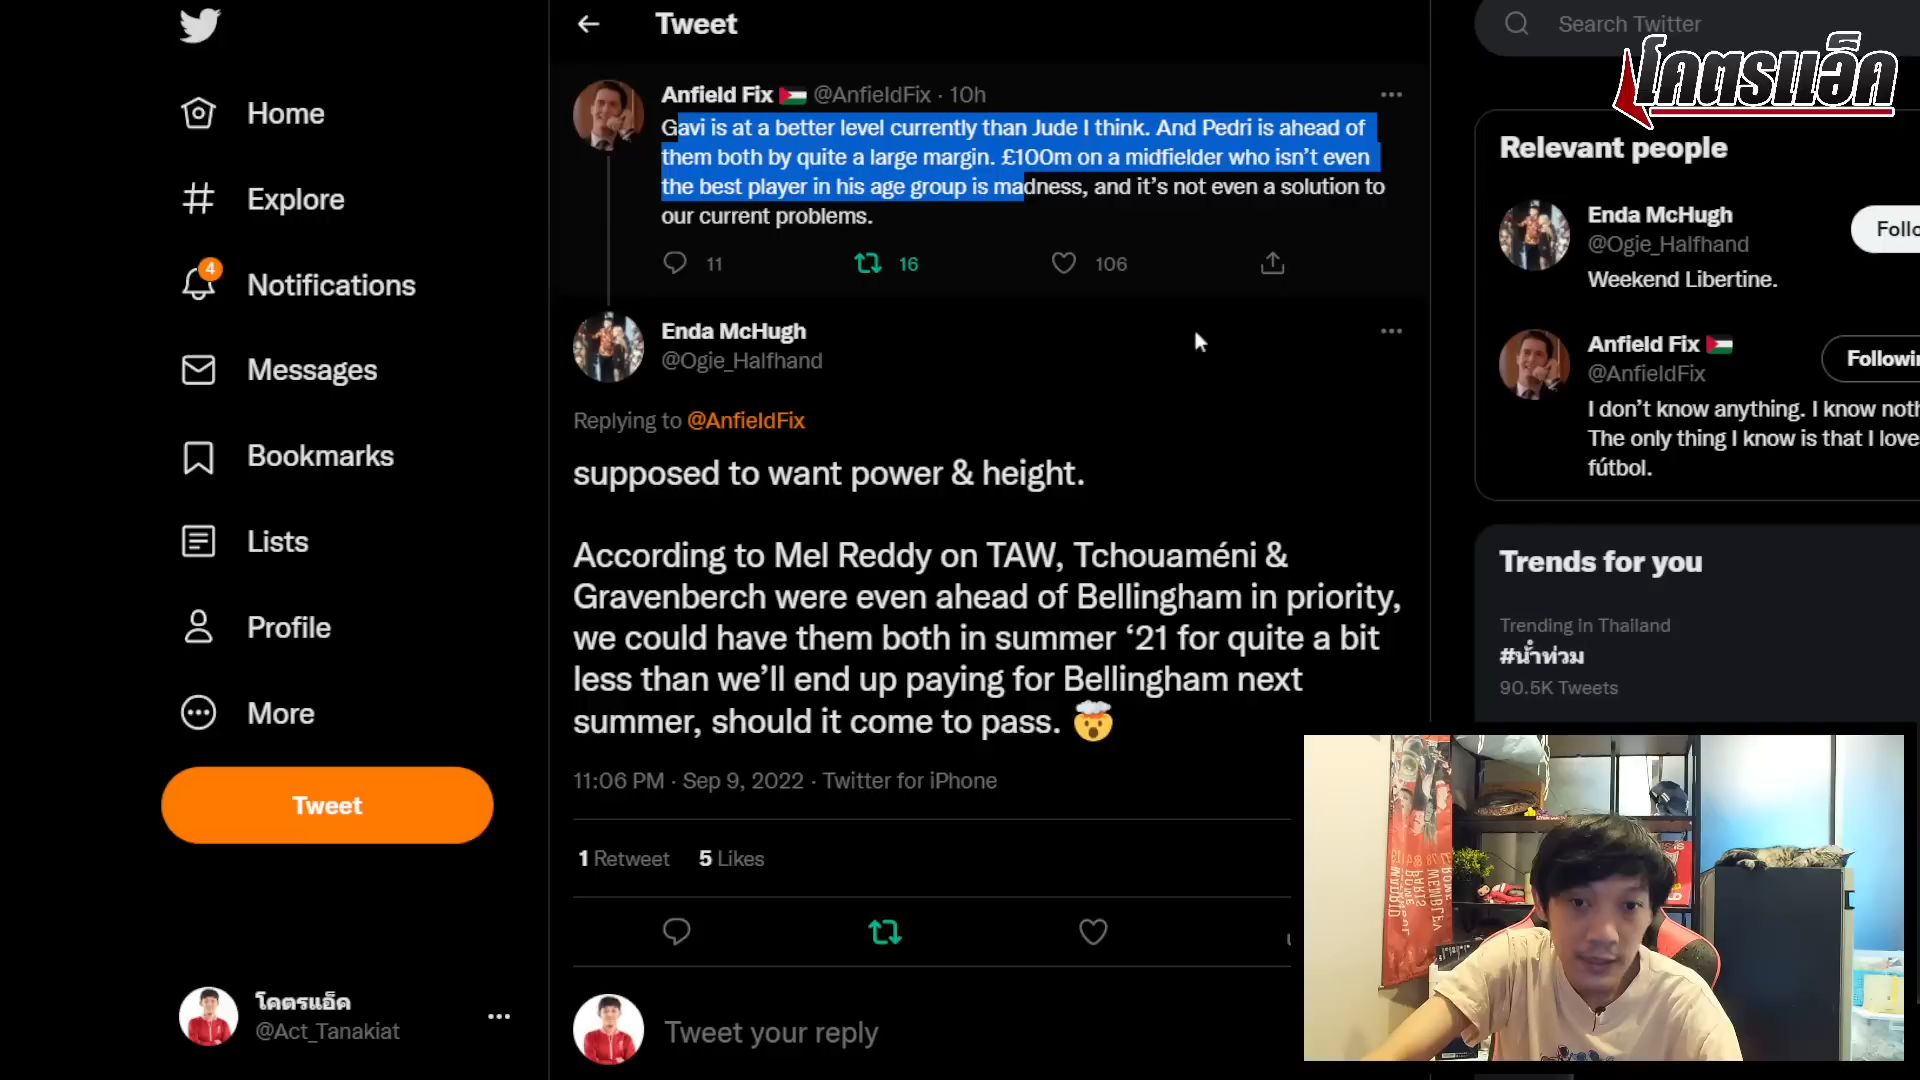 Home
Explore
4
Notifications
Messages
Bookmarks
Lists
Profile
More
Tweet
โคตรแอ็ค
@Act_Tanakiat
Tweet
Anfield Fix 🇵🇸 @AnfieldFix · 10h
Gavi is at a better level currently than Jude I think. And Pedri is ahead of
them both by quite a large margin. £100m on a midfielder who isn’t even
the best player in his age group is madness, and it’s not even a solution to
our current problems.
11 16 106
Enda McHugh
@Ogie_Halfhand
Replying to @AnfieldFix
supposed to want power & height.
According to Mel Reddy on TAW, Tchouaméni &
Gravenberch were even ahead of Bellingham in priority,
we could have them both in summer ‘21 for quite a bit
less than we’ll end up paying for Bellingham next
summer, should it come to pass. 🤯
11:06 PM · Sep 9, 2022 · Twitter for iPhone
1 Retweet 5 Likes
Tweet your reply
Search Twitter
โคตรแอ็ค
Relevant people
Enda McHugh
@Ogie_Halfhand
Follo
Weekend Libertine.
Anfield Fix 🇵🇸
@AnfieldFix
Followin
I don’t know anything. I know noth
The only thing I know is that I love
fútbol.
Trends for you
Trending in Thailand
#น้ําท่วม
90.5K Tweets